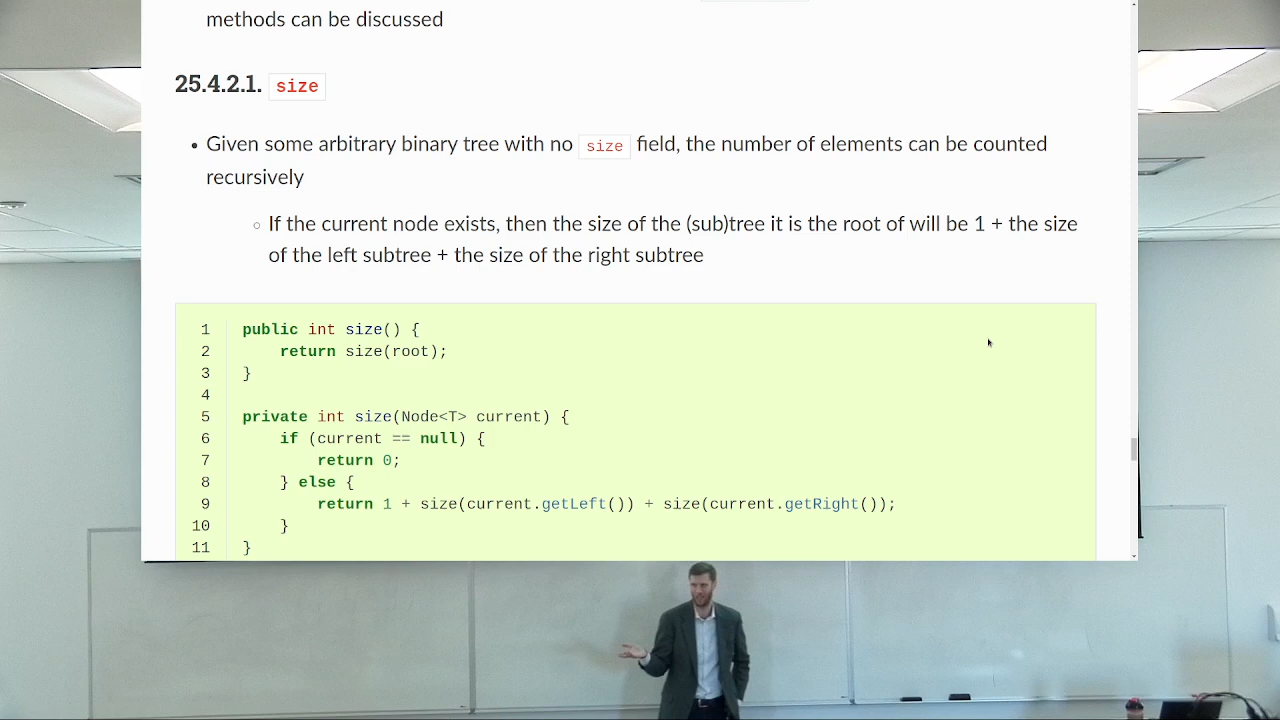 methods can be discussed
25.4.2.1. size
Given some arbitrary binary tree with no size field, the number of elements can be counted
recursively
If the current node exists, then the size of the (sub)tree it is the root of will be 1 + the size
of the left subtree + the size of the right subtree
1 public int size() {
2 return size(root);
3 }
4
5 private int size(Node<T> current) {
6 if (current == null) {
7 return 0;
8 } else {
9 return 1 + size(current.getLeft()) + size(current.getRight());
10 }
11 }